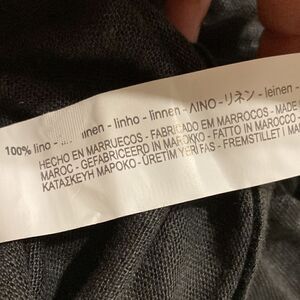 100% lino - linen - linho - linnen - ΛΙΝΟ - リネン - leinen -
HECHO EN MARRUECOS - FABRICADO EM MARROCOS - MADE
MAROC - GEFABRICEERD IN MAROKKO - FATTO IN MAROCCO -
ΚΑΤΑΣΚΕΥΗ ΜΑΡΟΚΟ - ÜRETIM YERI FAS - FREMSTILLET I M